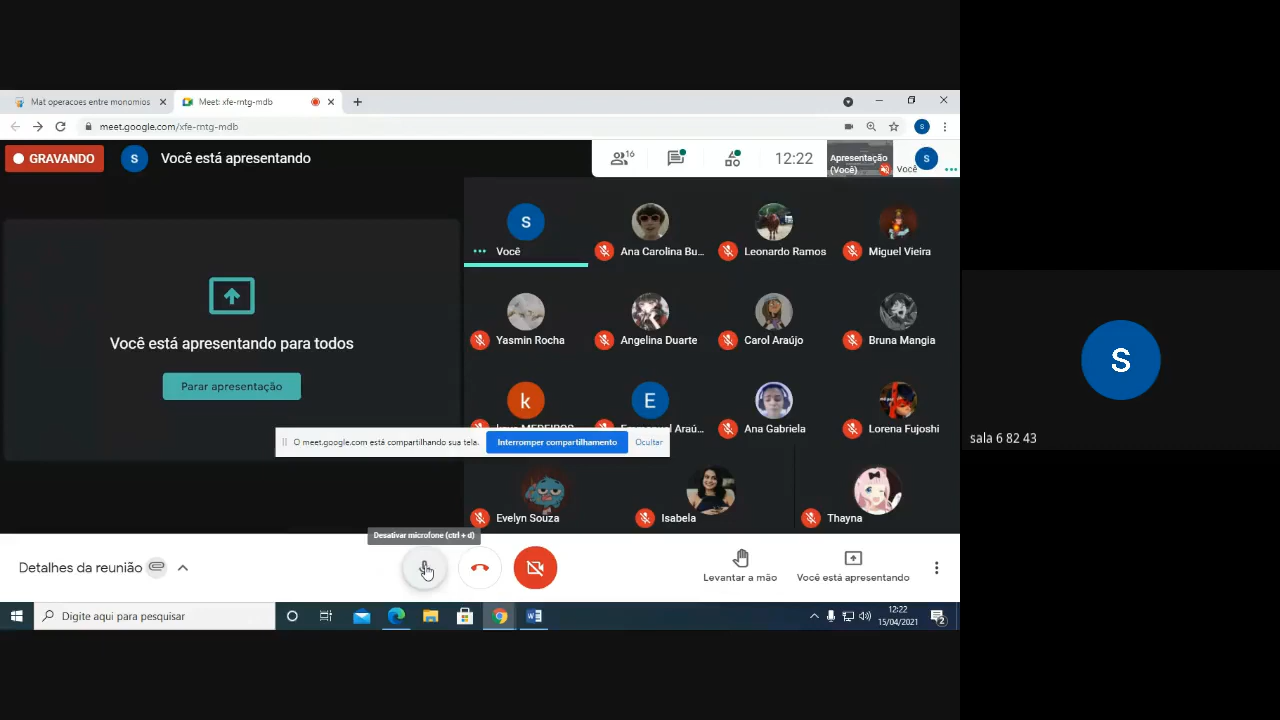 Mat operacoes entre monomios
Meet: xfe-rntg-mdb
meet.google.com/xfe-rntg-mdb
S
GRAVANDO
S
Você está apresentando
16
12:22
Apresentação
(Você)
S
Você
S
Você
Ana Carolina Bu...
Leonardo Ramos
Miguel Vieira
Você está apresentando para todos
Parar apresentação
Yasmin Rocha
Angelina Duarte
Carol Araújo
Bruna Mangia
k
E
Ana Gabriela
Lorena Fujoshi
O meet.google.com está compartilhando sua tela.
Interromper compartilhamento
Ocultar
Evelyn Souza
Isabela
Thayna
S
sala 6 82 43
Desativar microfone (ctrl + d)
Detalhes da reunião
Levantar a mão
Você está apresentando
Digite aqui para pesquisar
12:22
15/04/2021
2